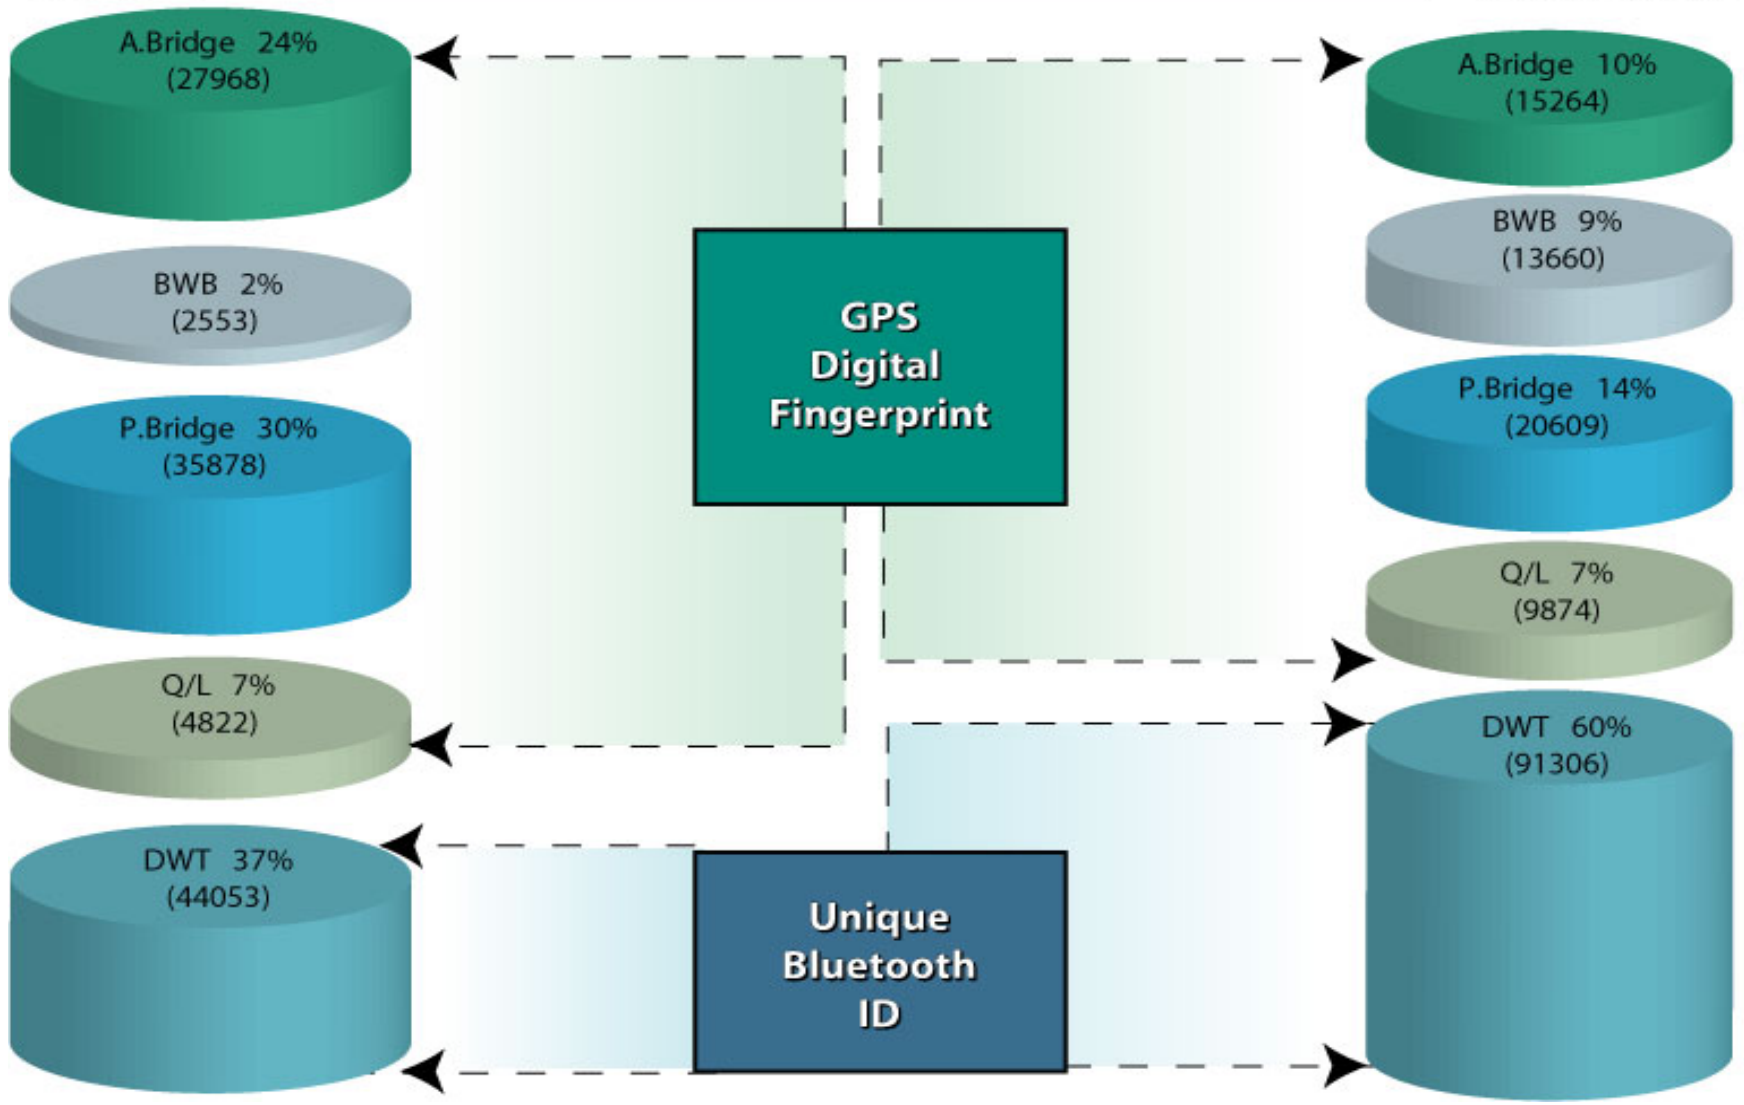 A.Bridge 24%
(27968)
BWB 2%
(2553)
P.Bridge 30%
(35878)
Q/L 7%
(4822)
DWT 37%
(44053)
GPS
Digital
Fingerprint
Unique
Bluetooth
ID
A.Bridge 10%
(15264)
BWB 9%
(13660)
P.Bridge 14%
(20609)
Q/L 7%
(9874)
DWT 60%
(91306)